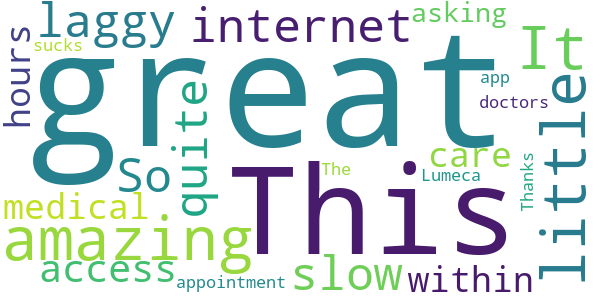 laggy
internet
asking
sucks
hours
great
It
app
doctors
quite
little
So
This
care
The
Lumeca
Thanks
medical
amazing
access
slow
within
appointment